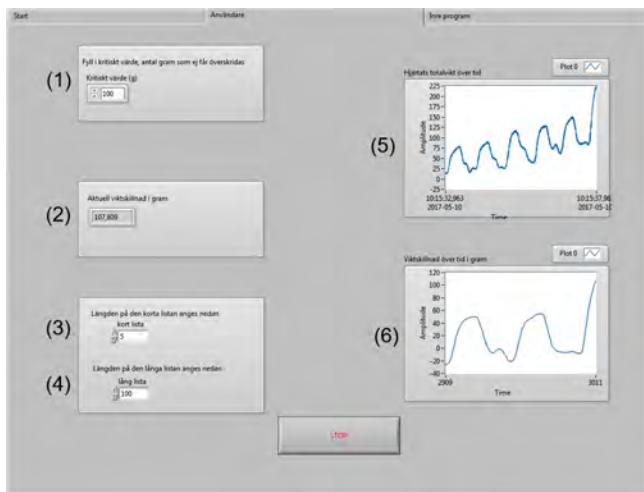 Start
Användare
Inre program
(1)
Fyll i kritiskt värde, antal gram som ej får överskridas
Kritiskt värde (g)
100
(2)
Aktuell viktskillnad i gram
107,809
(3)
Längden på den korta listan anges nedan
kort lista
5
(4)
Längden på den långa listan anges nedan
lång lista
100
STOP
(5)
Hjärtats totalvikt över tid
Plot 0
Amplitude
225
200
175
150
125
100
75
50
25
0
-25
10:15:32,963
2017-05-10
10:15:37,96
2017-05-10
Time
(6)
Viktskillnad över tid i gram
Plot 0
Amplitude
120
100
80
60
40
20
0
-20
-40
2909
3011
Time